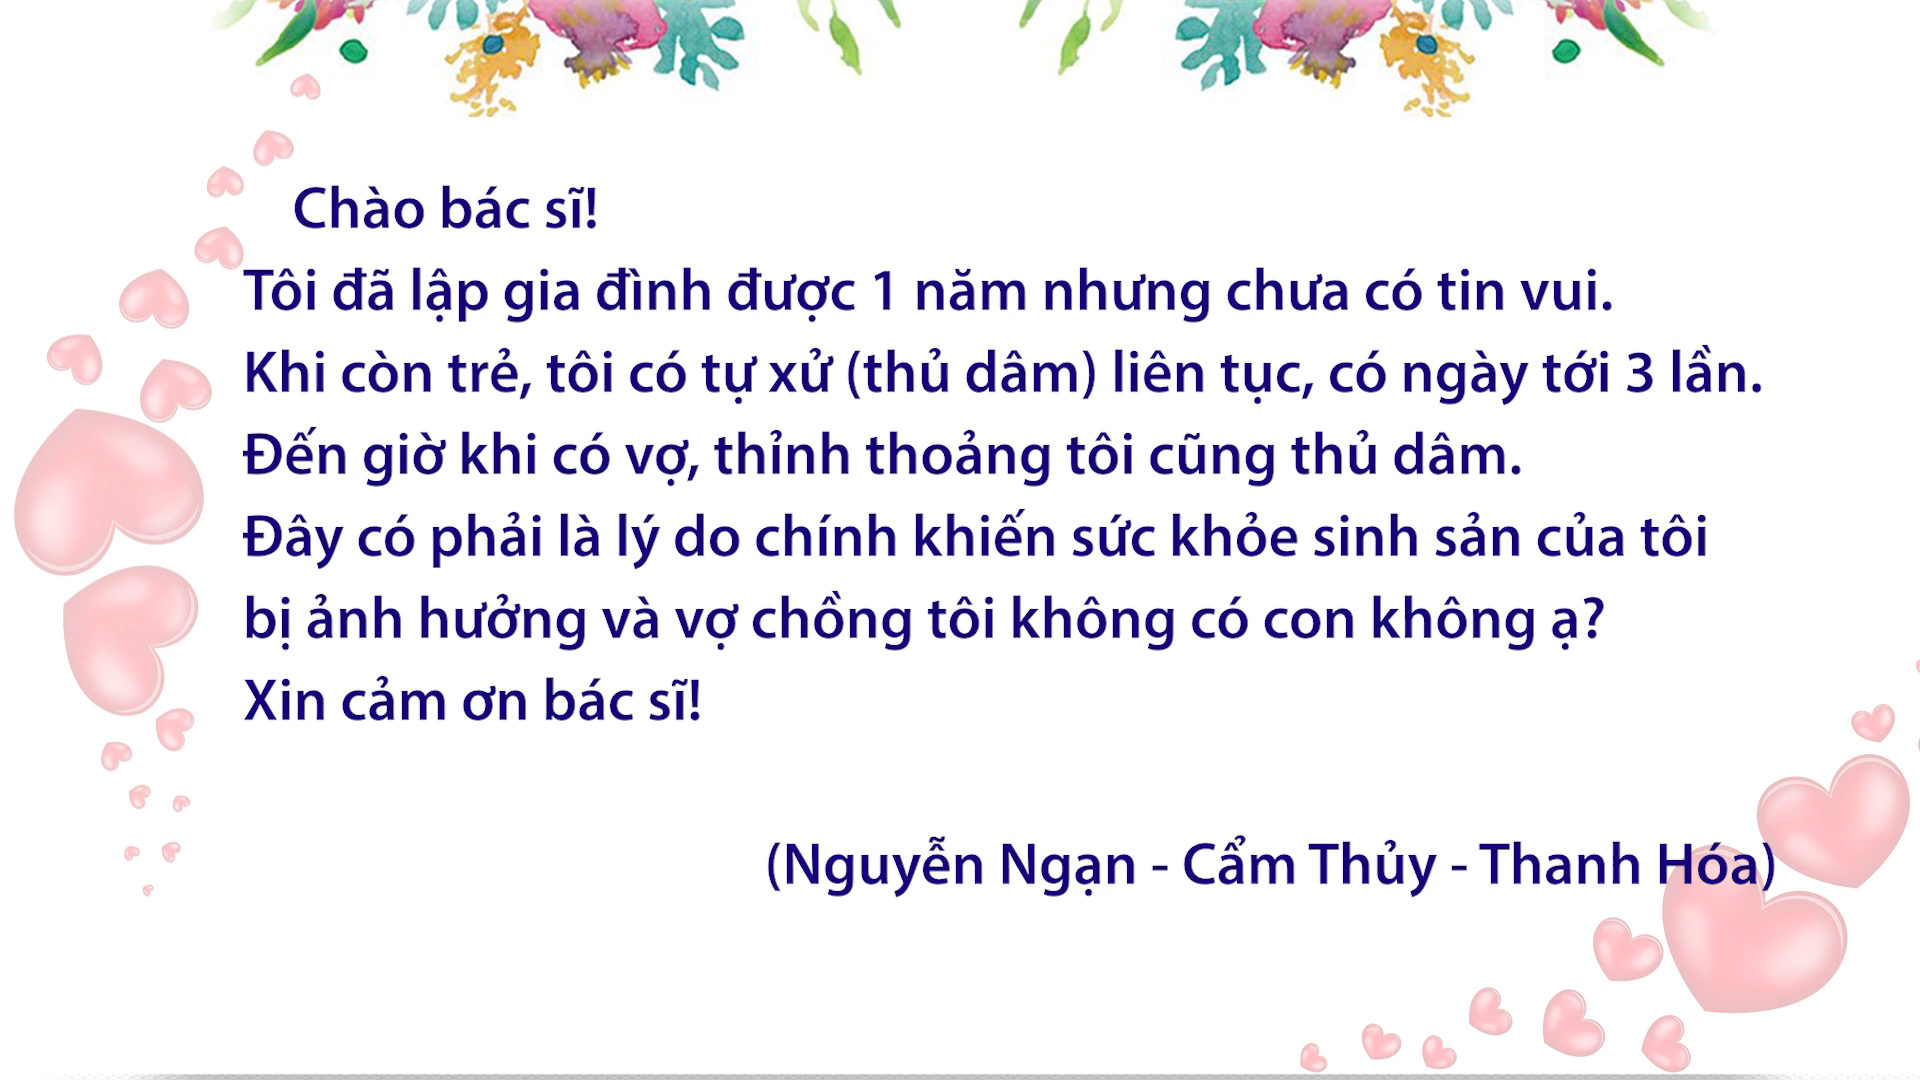 Chào bác sĩ!
Tôi đã lập gia đình được 1 năm nhưng chưa có tin vui.
Khi còn trẻ, tôi có tự xử (thủ dâm) liên tục, có ngày tới 3 lần.
Đến giờ khi có vợ, thỉnh thoảng tôi cũng thủ dâm.
Đây có phải là lý do chính khiến sức khỏe sinh sản của tôi
bị ảnh hưởng và vợ chồng tôi không có con không ạ?
Xin cảm ơn bác sĩ!
(Nguyễn Ngạn - Cẩm Thủy - Thanh Hóa)